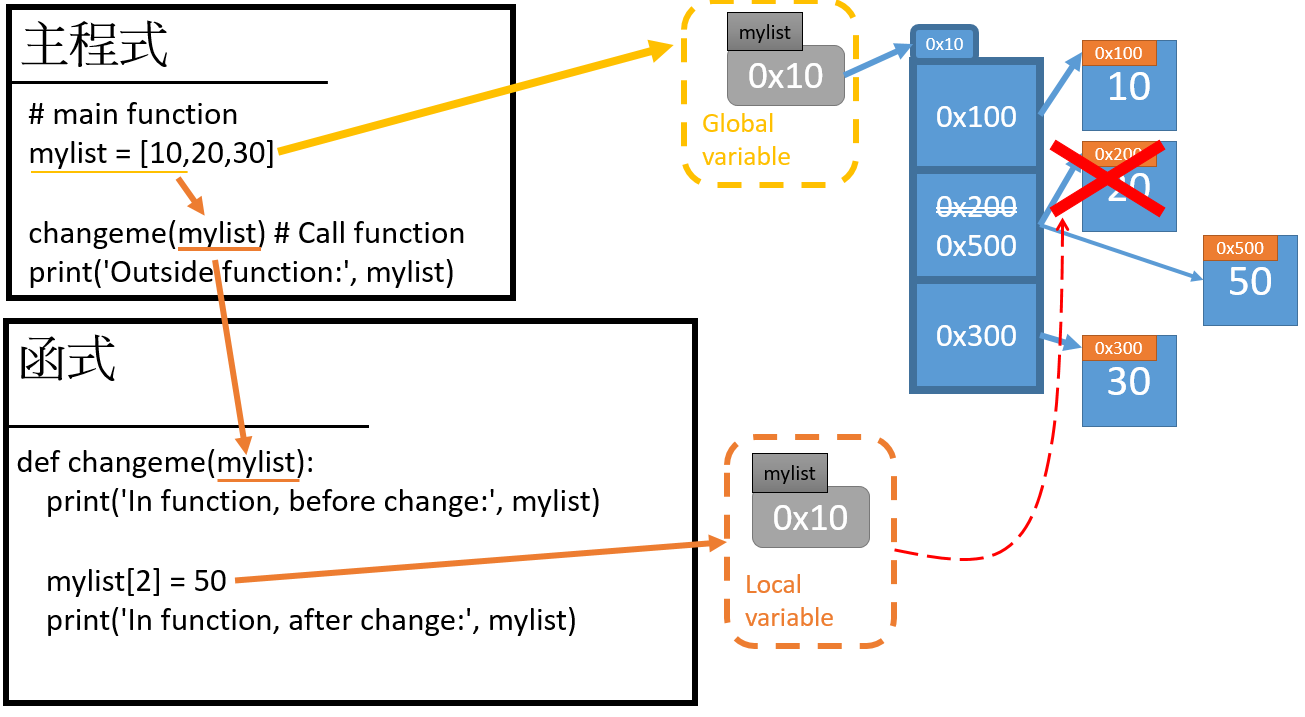 主程式
# main function
mylist = [10,20,30]
changeme(mylist) # Call function
print('Outside function:', mylist)
函式
def changeme(mylist):
print('In function, before change:', mylist)
mylist[2] = 50
print('In function, after change:', mylist)
mylist
0x10
Global
variable
0x10
0x100
0x200
0x500
0x300
0x100
10
0x200
20
0x500
50
0x300
30
mylist
0x10
Local
variable